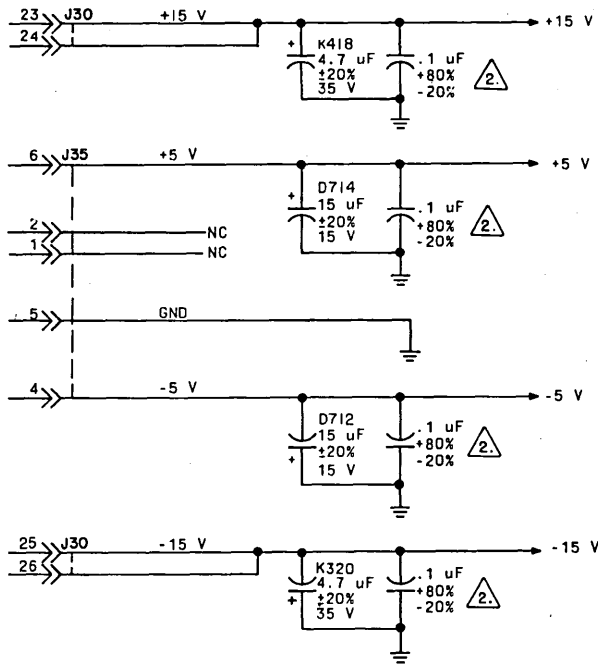 23 J30 +15 V +15 V
24
+ K418
4.7 uF .1 uF
±20% +80% 2.
35 V -20%
6 J35 +5 V +5 V
+ D714
15 uF .1 uF
±20% +80% 2.
15 V -20%
2 NC
1 NC
5 GND
4 -5 V -5 V
D712
15 uF .1 uF
±20% +80% 2.
+ 15 V -20%
25 J30 -15 V -15 V
26
K320
4.7 uF .1 uF
±20% +80% 2.
+ 35 V -20%